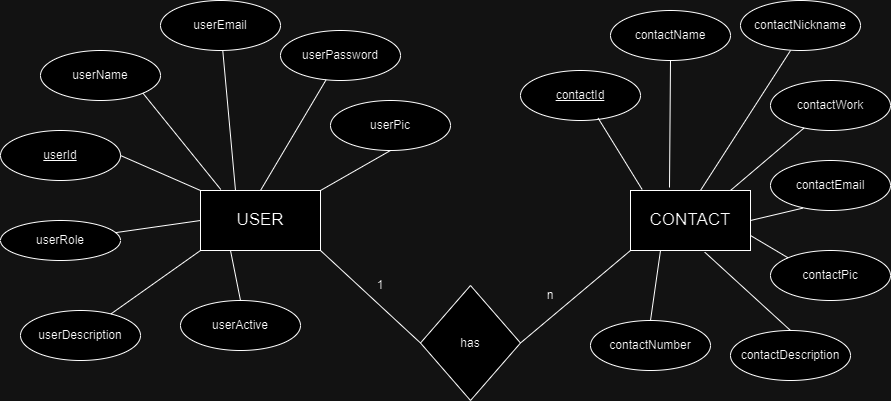 userEmail
contactName
contactNickname
userPassword
userName
contactId
contactWork
userPic
userId
contactEmail
USER
CONTACT
userRole
contactPic
1
n
userDescription
userActive
has
contactNumber
contactDescription